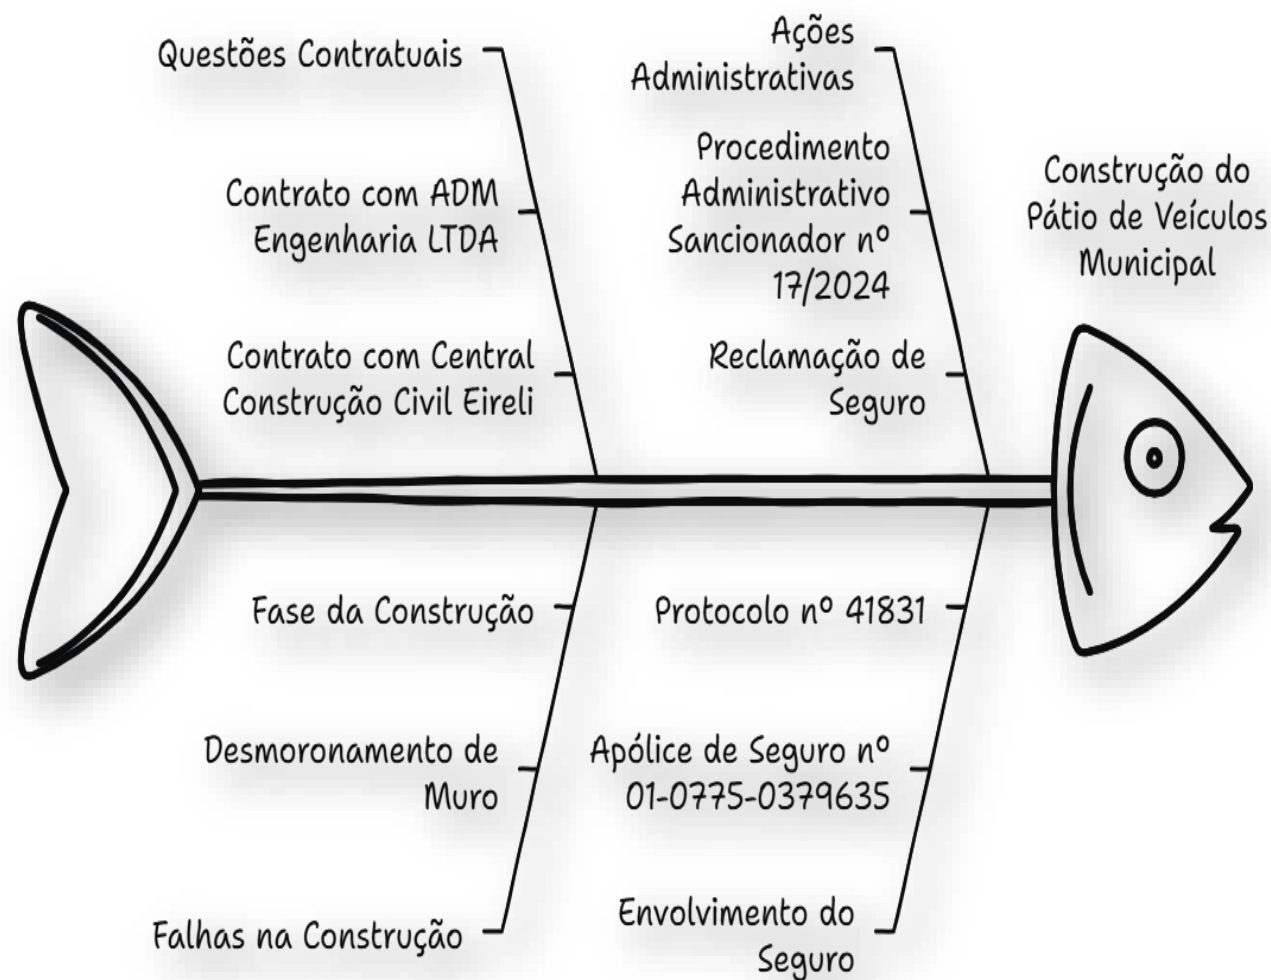 Questões Contratuais
Contrato com ADM
Engenharia LTDA
Contrato com Central
Construção Civil Eireli
Ações
Administrativas
Procedimento
Administrativo
Sancionador nº
17/2024
Reclamação de
Seguro
Construção do
Pátio de Veículos
Municipal
Fase da Construção
Desmoronamento de
Muro
Falhas na Construção
Protocolo nº 41831
Apólice de Seguro nº
01-0775-0379635
Envolvimento do
Seguro